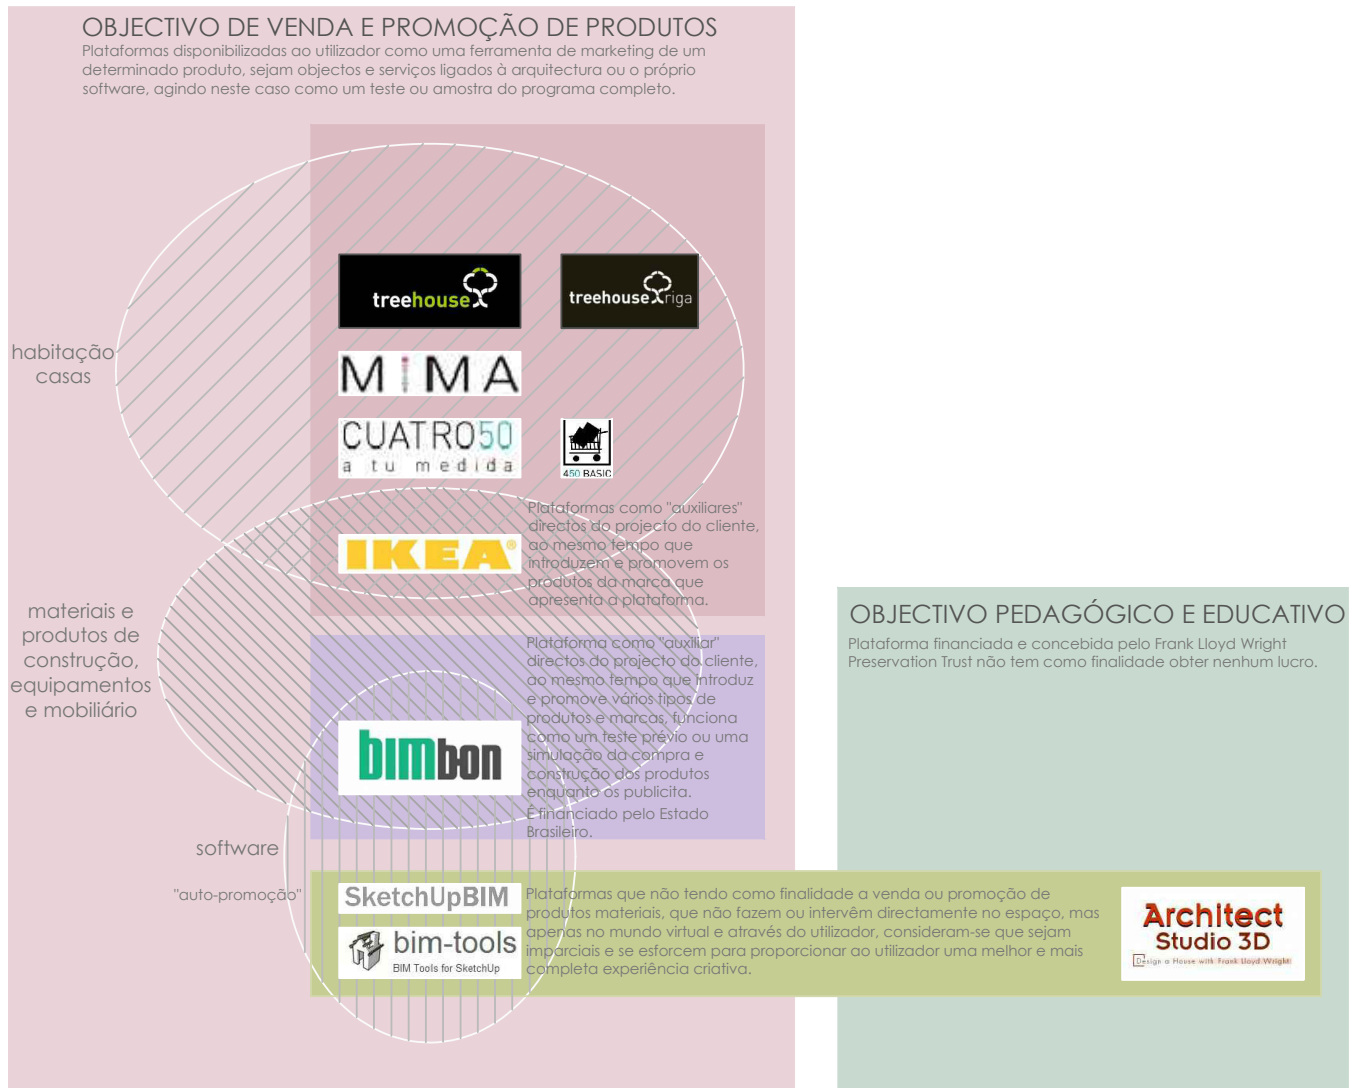 OBJECTIVO DE VENDA E PROMOÇÃO DE PRODUTOS
Plataformas disponibilizadas ao utilizador como uma ferramenta de marketing de um
determinado produto, sejam objectos e serviços ligados à arquitectura ou o próprio
software, agindo neste caso como um teste ou amostra do programa completo.
treehouse
treehouse riga
habitação
casas
MIMA
CUATRO50
a tu medida
450 BASIC
Plataformas como "auxiliares"
directos do projecto do cliente,
ao mesmo tempo que
introduzem e promovem os
produtos da marca que
apresenta a plataforma.
IKEA®
materiais e
produtos de
construção,
equipamentos
e mobiliário
Plataforma como "auxiliar"
directos do projecto do cliente,
ao mesmo tempo que introduz
e promove vários tipos de
produtos e marcas, funciona
como um teste prévio ou uma
simulação da compra e
construção dos produtos
enquanto os publicita.
É financiado pelo Estado
Brasileiro.
bimbon
software
"auto-promoção"
SketchUpBIM
bim-tools
BIM Tools for SketchUp
Plataformas que não tendo como finalidade a venda ou promoção de
produtos materiais, que não fazem ou intervêm directamente no espaço, mas
apenas no mundo virtual e através do utilizador, consideram-se que sejam
imparciais e se esforcem para proporcionar ao utilizador uma melhor e mais
completa experiência criativa.
OBJECTIVO PEDAGÓGICO E EDUCATIVO
Plataforma financiada e concebida pelo Frank Lloyd Wright
Preservation Trust não tem como finalidade obter nenhum lucro.
Architect
Studio 3D
Design a House with Frank Lloyd Wright